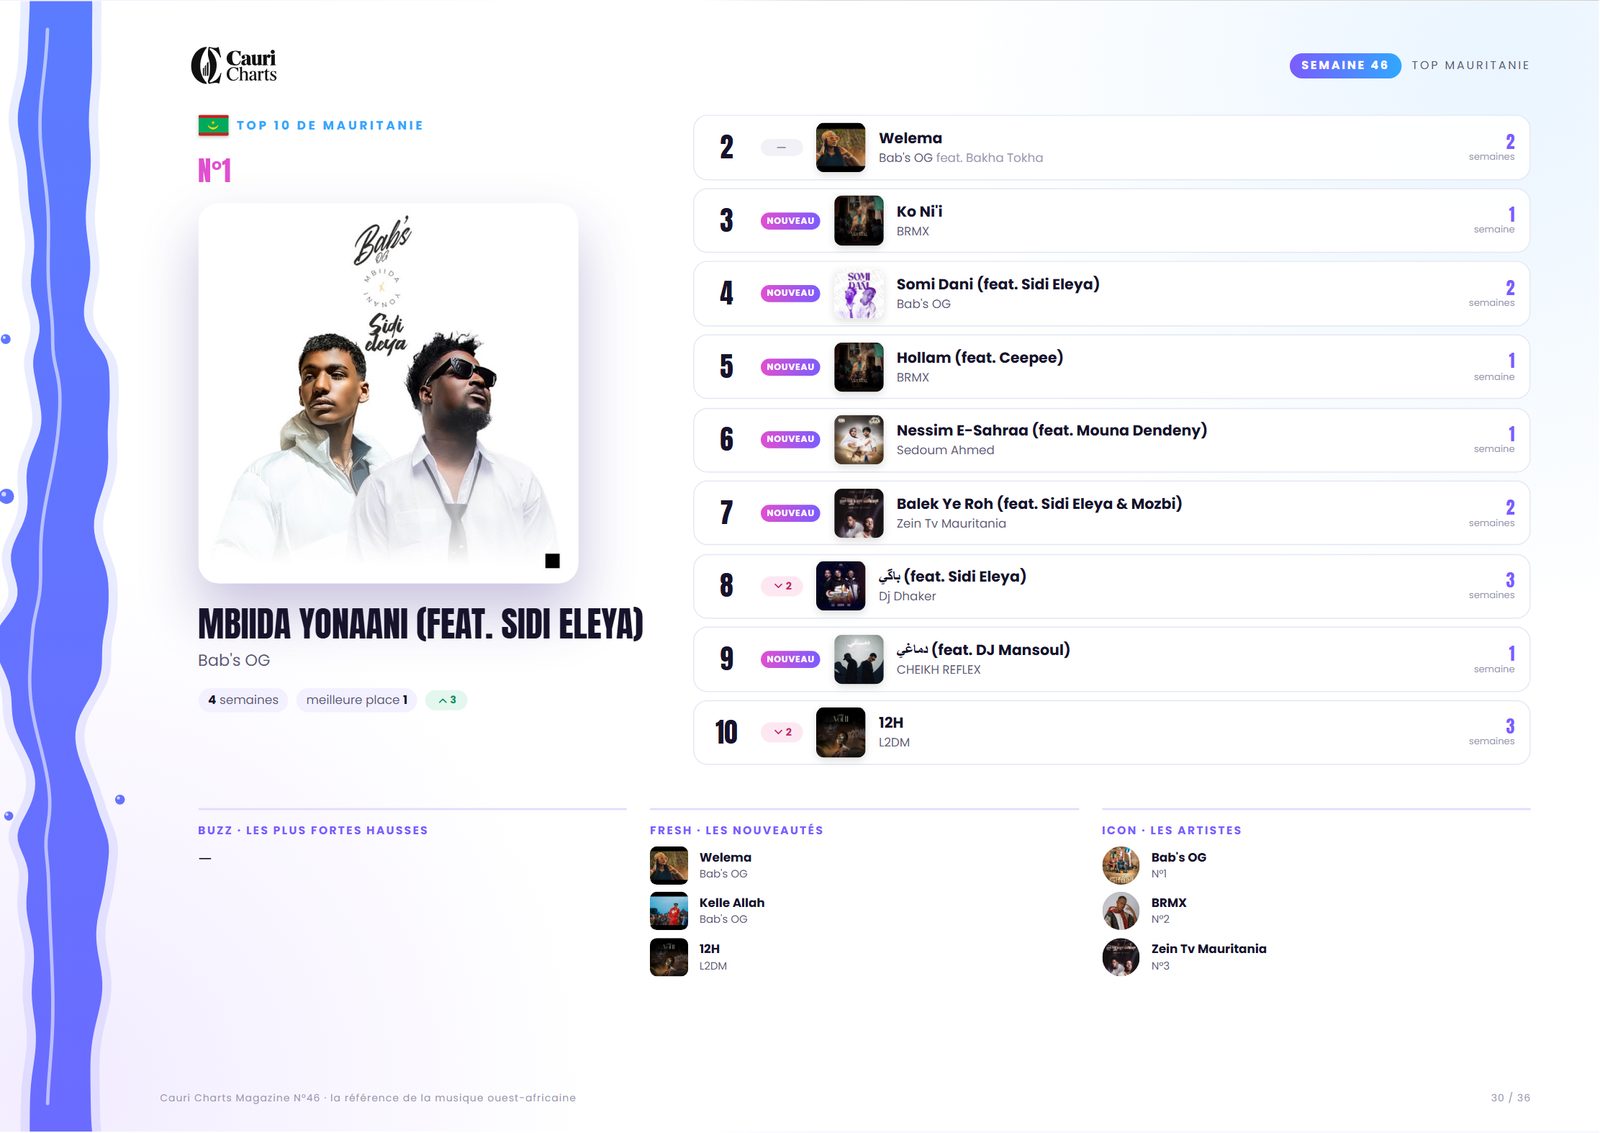 Cauri
Charts
SEMAINE 46
TOP MAURITANIE
TOP 10 DE MAURITANIE
N°1
Bab's
OG
MBIIDA YONAANI
Sidi
eleya
MBIIDA YONAANI (FEAT. SIDI ELEYA)
Bab's OG
4 semaines
meilleure place 1
3
2
—
Welema
Bab's OG feat. Bakha Tokha
2
semaines
3
NOUVEAU
Ko Ni'i
BRMX
1
semaine
4
NOUVEAU
SOMI
DANI
Somi Dani (feat. Sidi Eleya)
Bab's OG
2
semaines
5
NOUVEAU
Hollam (feat. Ceepee)
BRMX
1
semaine
6
NOUVEAU
Nessim E-Sahraa (feat. Mouna Dendeny)
Sedoum Ahmed
1
semaine
7
NOUVEAU
Balek Ye Roh (feat. Sidi Eleya & Mozbi)
Zein Tv Mauritania
2
semaines
8
2
(feat. Sidi Eleya)
Dj Dhaker
3
semaines
9
NOUVEAU
دماغي (feat. DJ Mansoul)
CHEIKH REFLEX
1
semaine
10
2
12H
L2DM
3
semaines
BUZZ · LES PLUS FORTES HAUSSES
—
FRESH · LES NOUVEAUTÉS
Welema
Bab's OG
Kelle Allah
Bab's OG
12H
L2DM
ICON · LES ARTISTES
Bab's OG
N°1
BRMX
N°2
Zein Tv Mauritania
N°3
Cauri Charts Magazine N°46 · la référence de la musique ouest-africaine
30 / 36